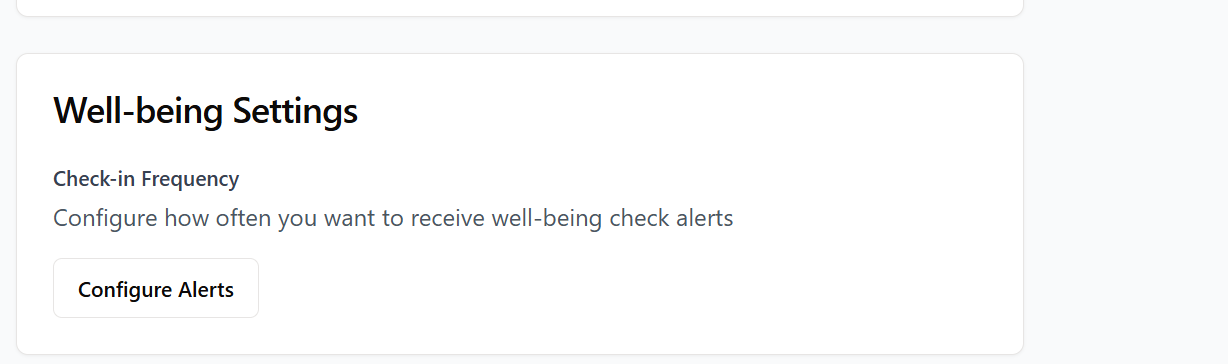 Well-being Settings
Check-in Frequency
Configure how often you want to receive well-being check alerts
Configure Alerts